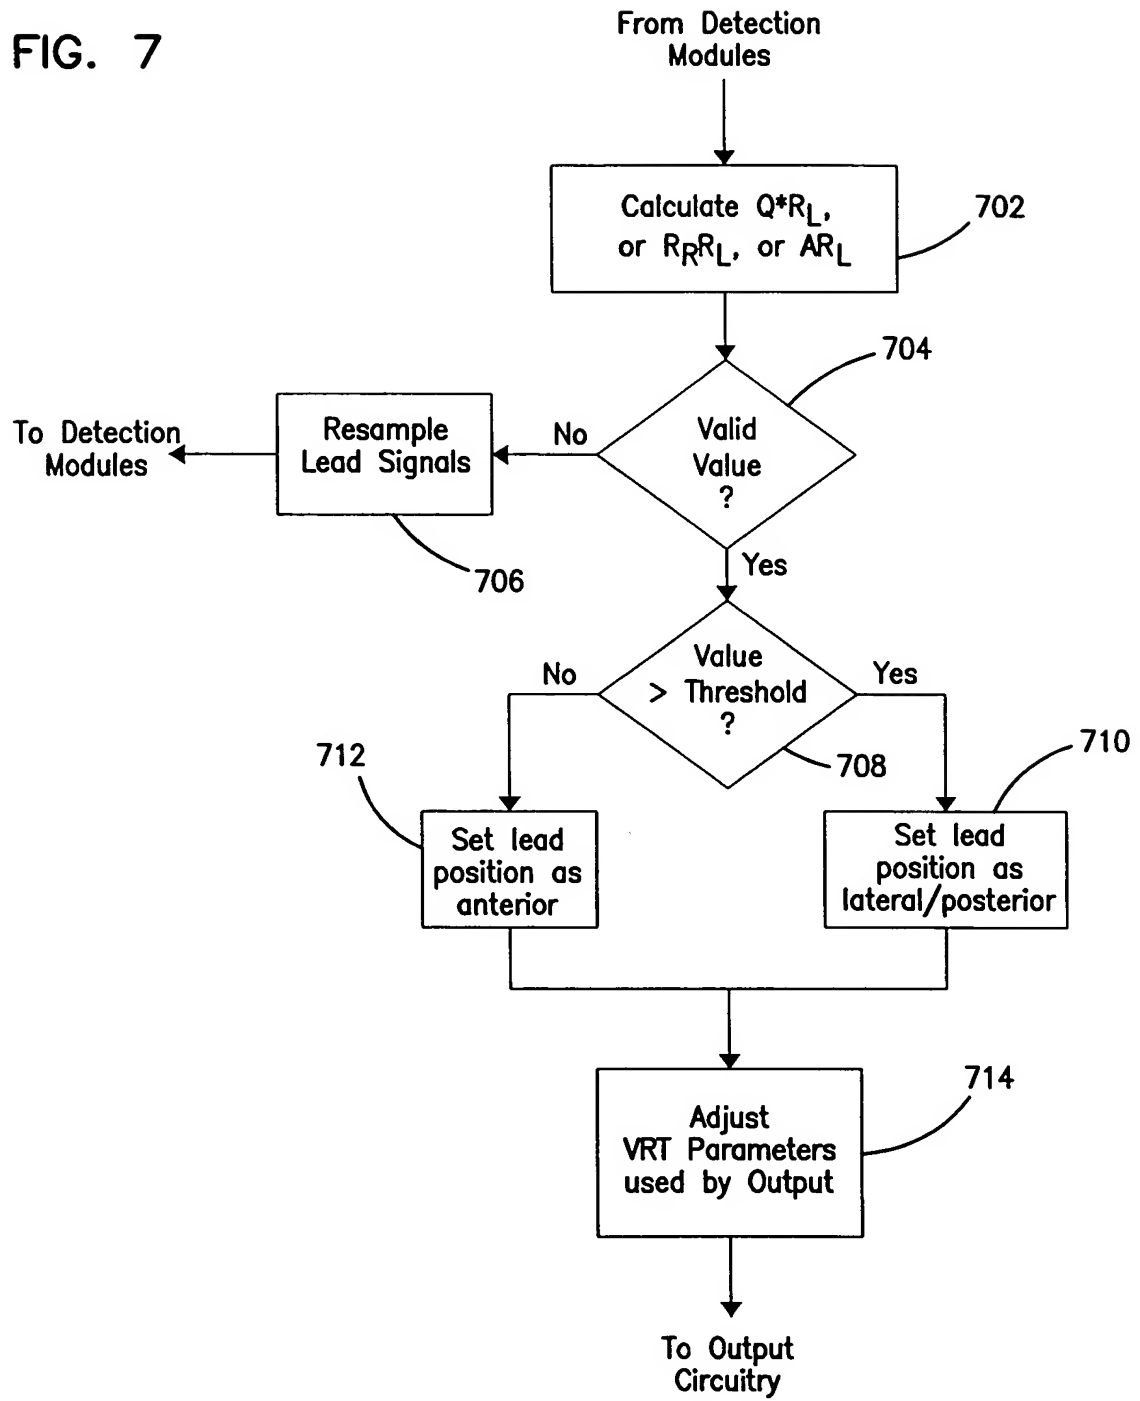 FIG. 7
From Detection
Modules
Calculate Q*RL,
or RRRL, or ARL
702
704
Valid
Value
?
No
Resample
Lead Signals
To Detection
Modules
706
Yes
Value
> Threshold
?
No
Yes
708
712
710
Set lead
position as
anterior
Set lead
position as
lateral/posterior
714
Adjust
VRT Parameters
used by Output
To Output
Circuitry